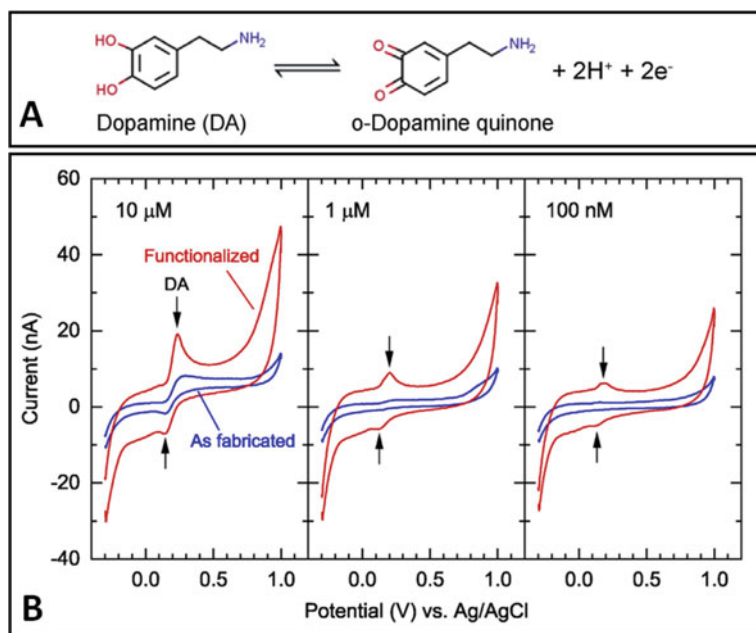 HO
HO
NH₂
O
O
NH₂
+ 2H⁺ + 2e⁻
A
Dopamine (DA)
o-Dopamine quinone
60
40
20
0
-20
-40
Current (nA)
10 μM
Functionalized
DA
As fabricated
1 μM
100 nM
0.0 0.5 1.0 0.0 0.5 1.0 0.0 0.5 1.0
B
Potential (V) vs. Ag/AgCl